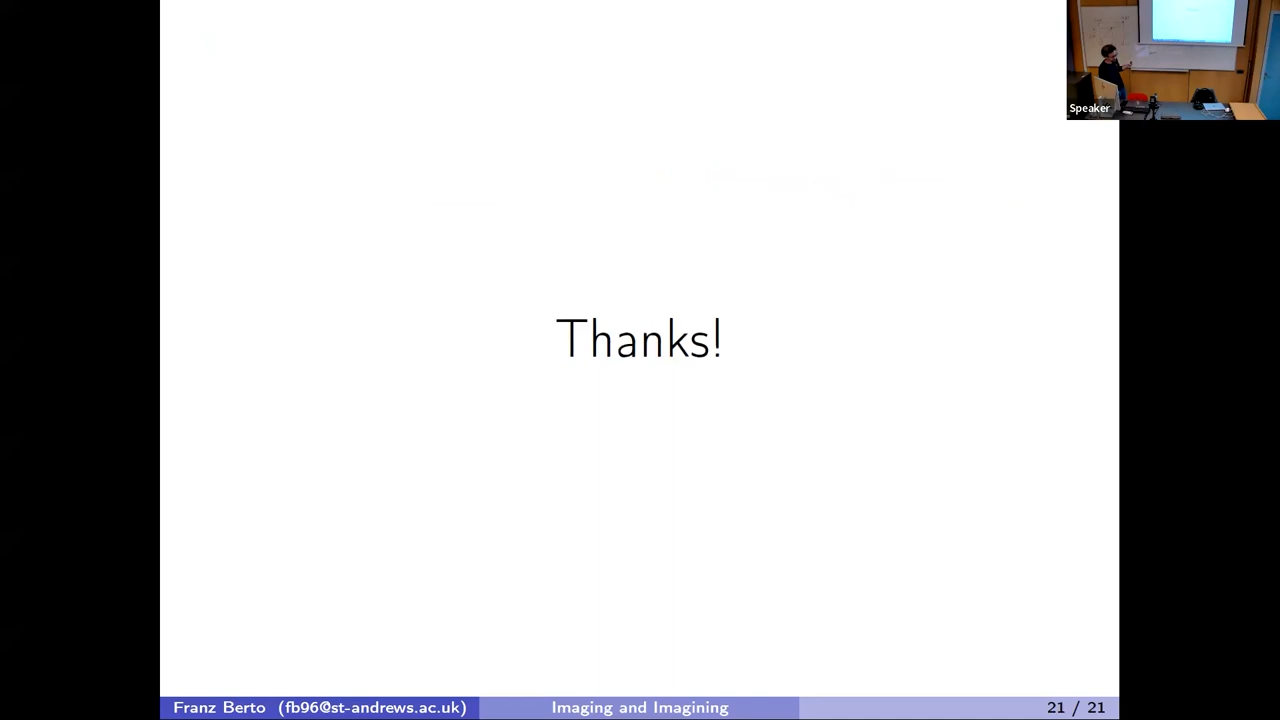 Speaker
Thanks!
Franz Berto (fb96@st-andrews.ac.uk) Imaging and Imagining 21 / 21